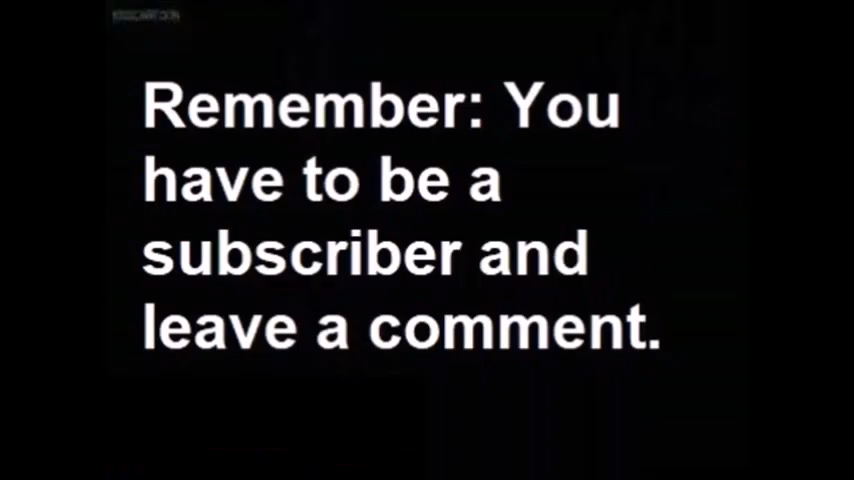 Remember: You
have to be a
subscriber and
leave a comment.